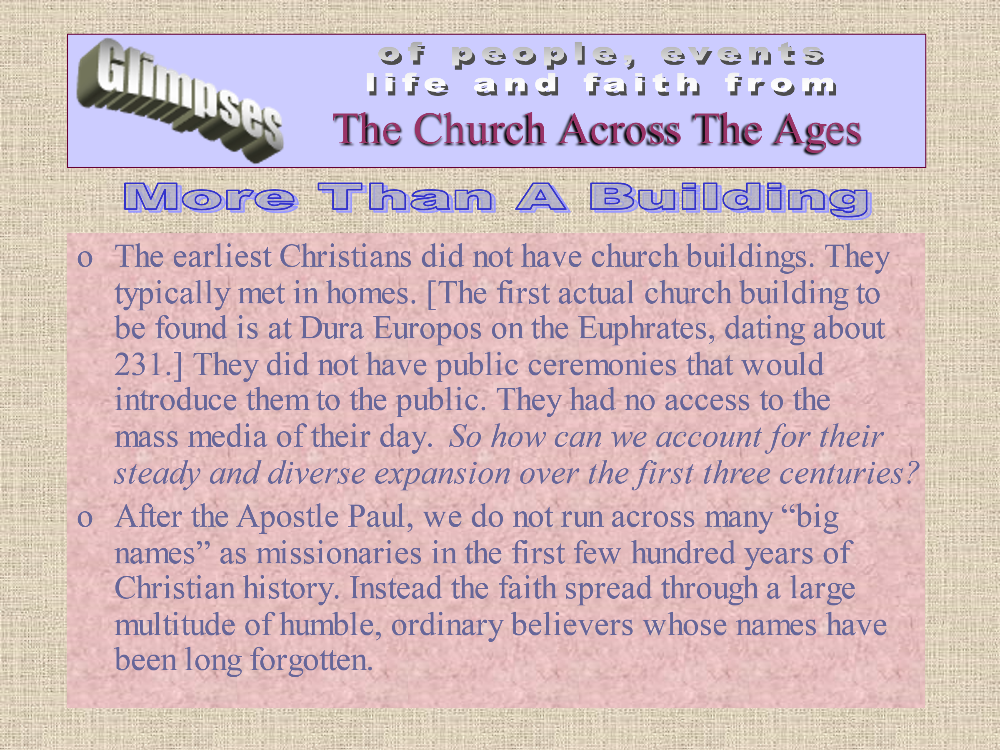 Glimpses
of people, events
life and faith from
The Church Across The Ages
More Than A Building
o The earliest Christians did not have church buildings. They
typically met in homes. [The first actual church building to
be found is at Dura Europos on the Euphrates, dating about
231.] They did not have public ceremonies that would
introduce them to the public. They had no access to the
mass media of their day. So how can we account for their
steady and diverse expansion over the first three centuries?
o After the Apostle Paul, we do not run across many “big
names” as missionaries in the first few hundred years of
Christian history. Instead the faith spread through a large
multitude of humble, ordinary believers whose names have
been long forgotten.